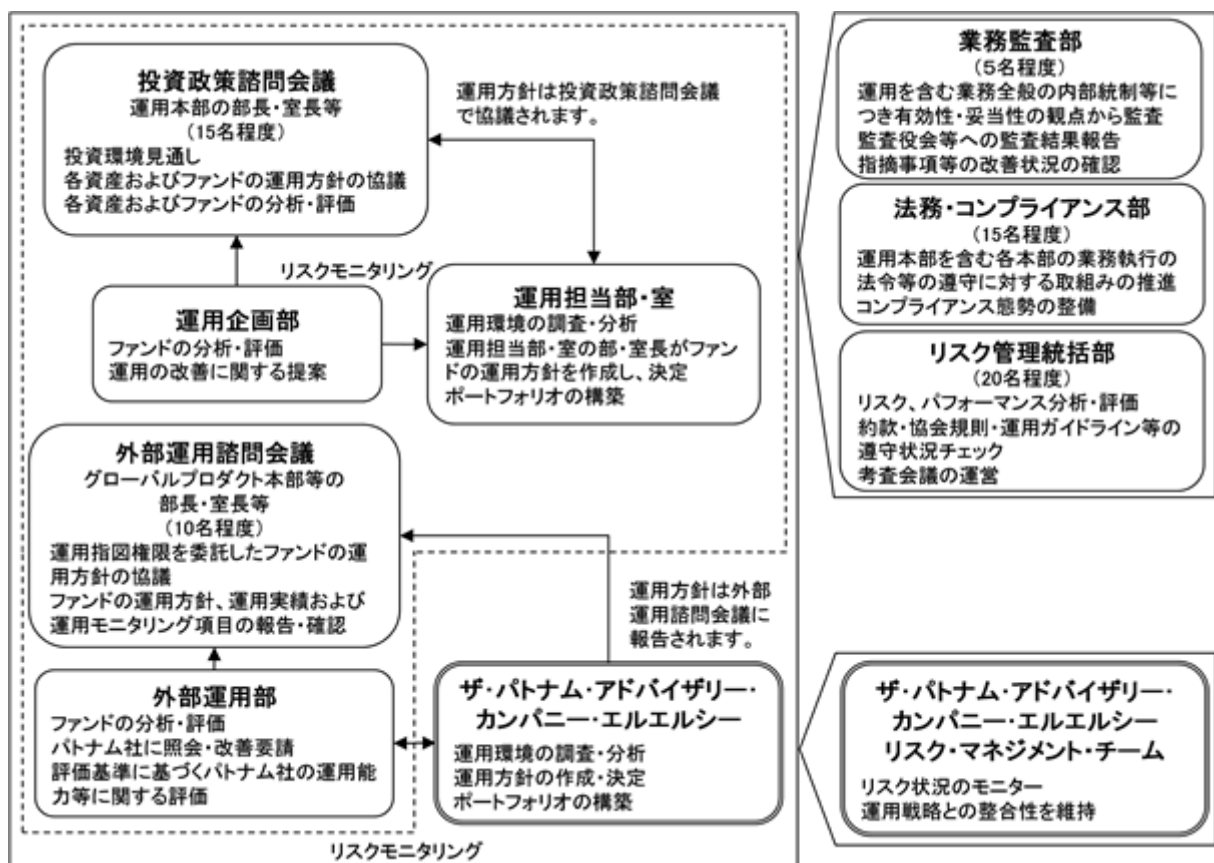 投資政策諮問会議
運用本部の部長・室長等
(15名程度)
投資環境見通し
各資産およびファンドの運用方針の協議
各資産およびファンドの分析・評価
運用方針は投資政策諮問会議
で協議されます。
リスクモニタリング
運用企画部
ファンドの分析・評価
運用の改善に関する提案
運用担当部・室
運用環境の調査・分析
運用担当部・室の部・室長がファン
ドの運用方針を作成し、決定
ポートフォリオの構築
外部運用諮問会議
グローバルプロダクト本部等の
部長・室長等
(10名程度)
運用指図権限を委託したファンドの運
用方針の協議
ファンドの運用方針、運用実績および
運用モニタリング項目の報告・確認
運用方針は外部
運用諮問会議に
報告されます。
外部運用部
ファンドの分析・評価
パトナム社に照会・改善要請
評価基準に基づくパトナム社の運用能
力等に関する評価
ザ・パトナム・アドバイザリー・
カンパニー・エルエルシー
運用環境の調査・分析
運用方針の作成・決定
ポートフォリオの構築
リスクモニタリング
業務監査部
(5名程度)
運用を含む業務全般の内部統制等に
つき有効性・妥当性の観点から監査
監査役会等への監査結果報告
指摘事項等の改善状況の確認
法務・コンプライアンス部
(15名程度)
運用本部を含む各本部の業務執行の
法令等の遵守に対する取組みの推進
コンプライアンス態勢の整備
リスク管理統括部
(20名程度)
リスク、パフォーマンス分析・評価
約款・協会規則・運用ガイドライン等の
遵守状況チェック
考査会議の運営
ザ・パトナム・アドバイザリー・
カンパニー・エルエルシー
リスク・マネジメント・チーム
リスク状況のモニター
運用戦略との整合性を維持